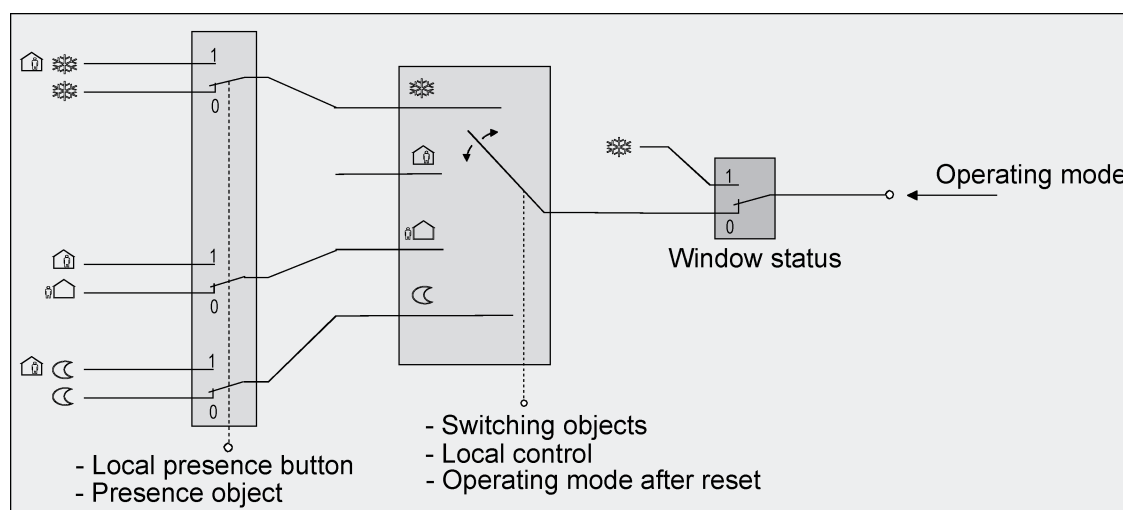 1
0
1
Operating mode
0
Window status
1
0
1
0
- Switching objects
- Local control
- Operating mode after reset
- Local presence button
- Presence object